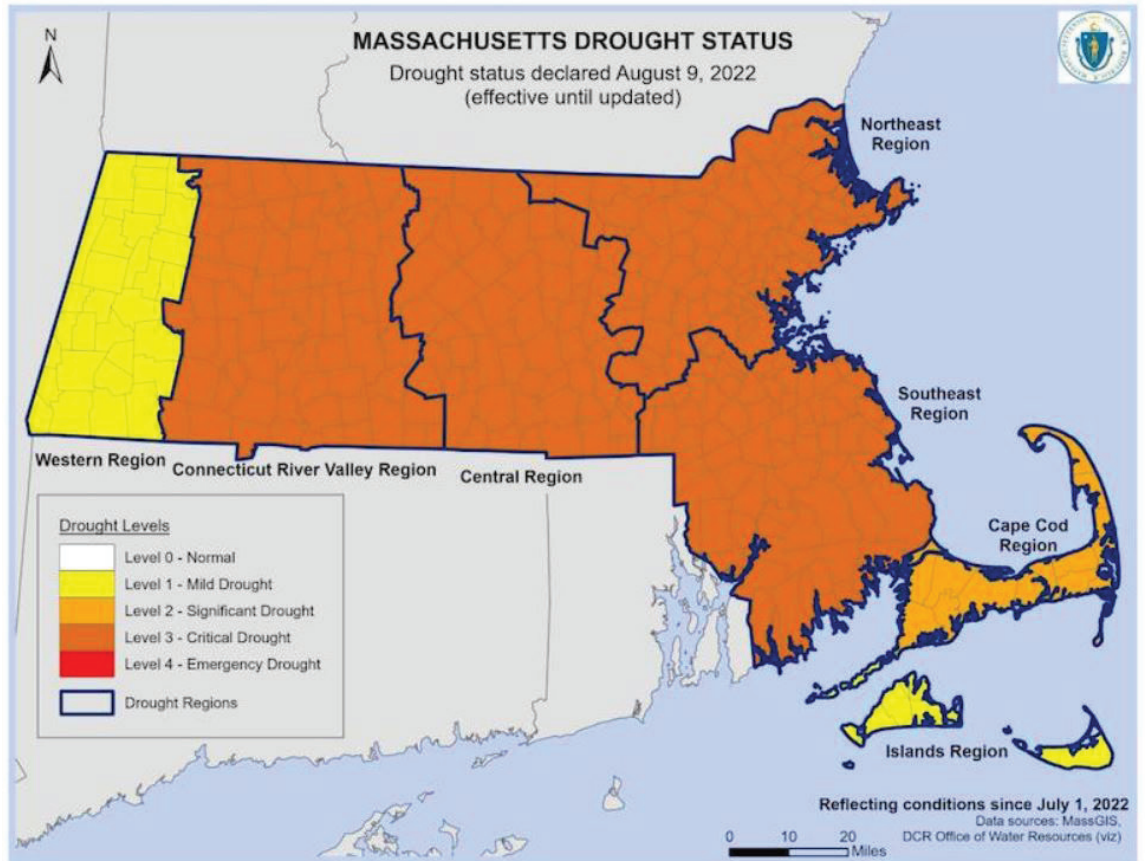 N
MASSACHUSETTS DROUGHT STATUS
Drought status declared August 9, 2022
(effective until updated)
Northeast
Region
Southeast
Region
Cape Cod
Region
Western Region
Connecticut River Valley Region
Central Region
Islands Region
Drought Levels
Level 0 - Normal
Level 1 - Mild Drought
Level 2 - Significant Drought
Level 3 - Critical Drought
Level 4 - Emergency Drought
Drought Regions
Reflecting conditions since July 1, 2022
Data sources: MassGIS,
DCR Office of Water Resources (viz)
0 10 20
Miles